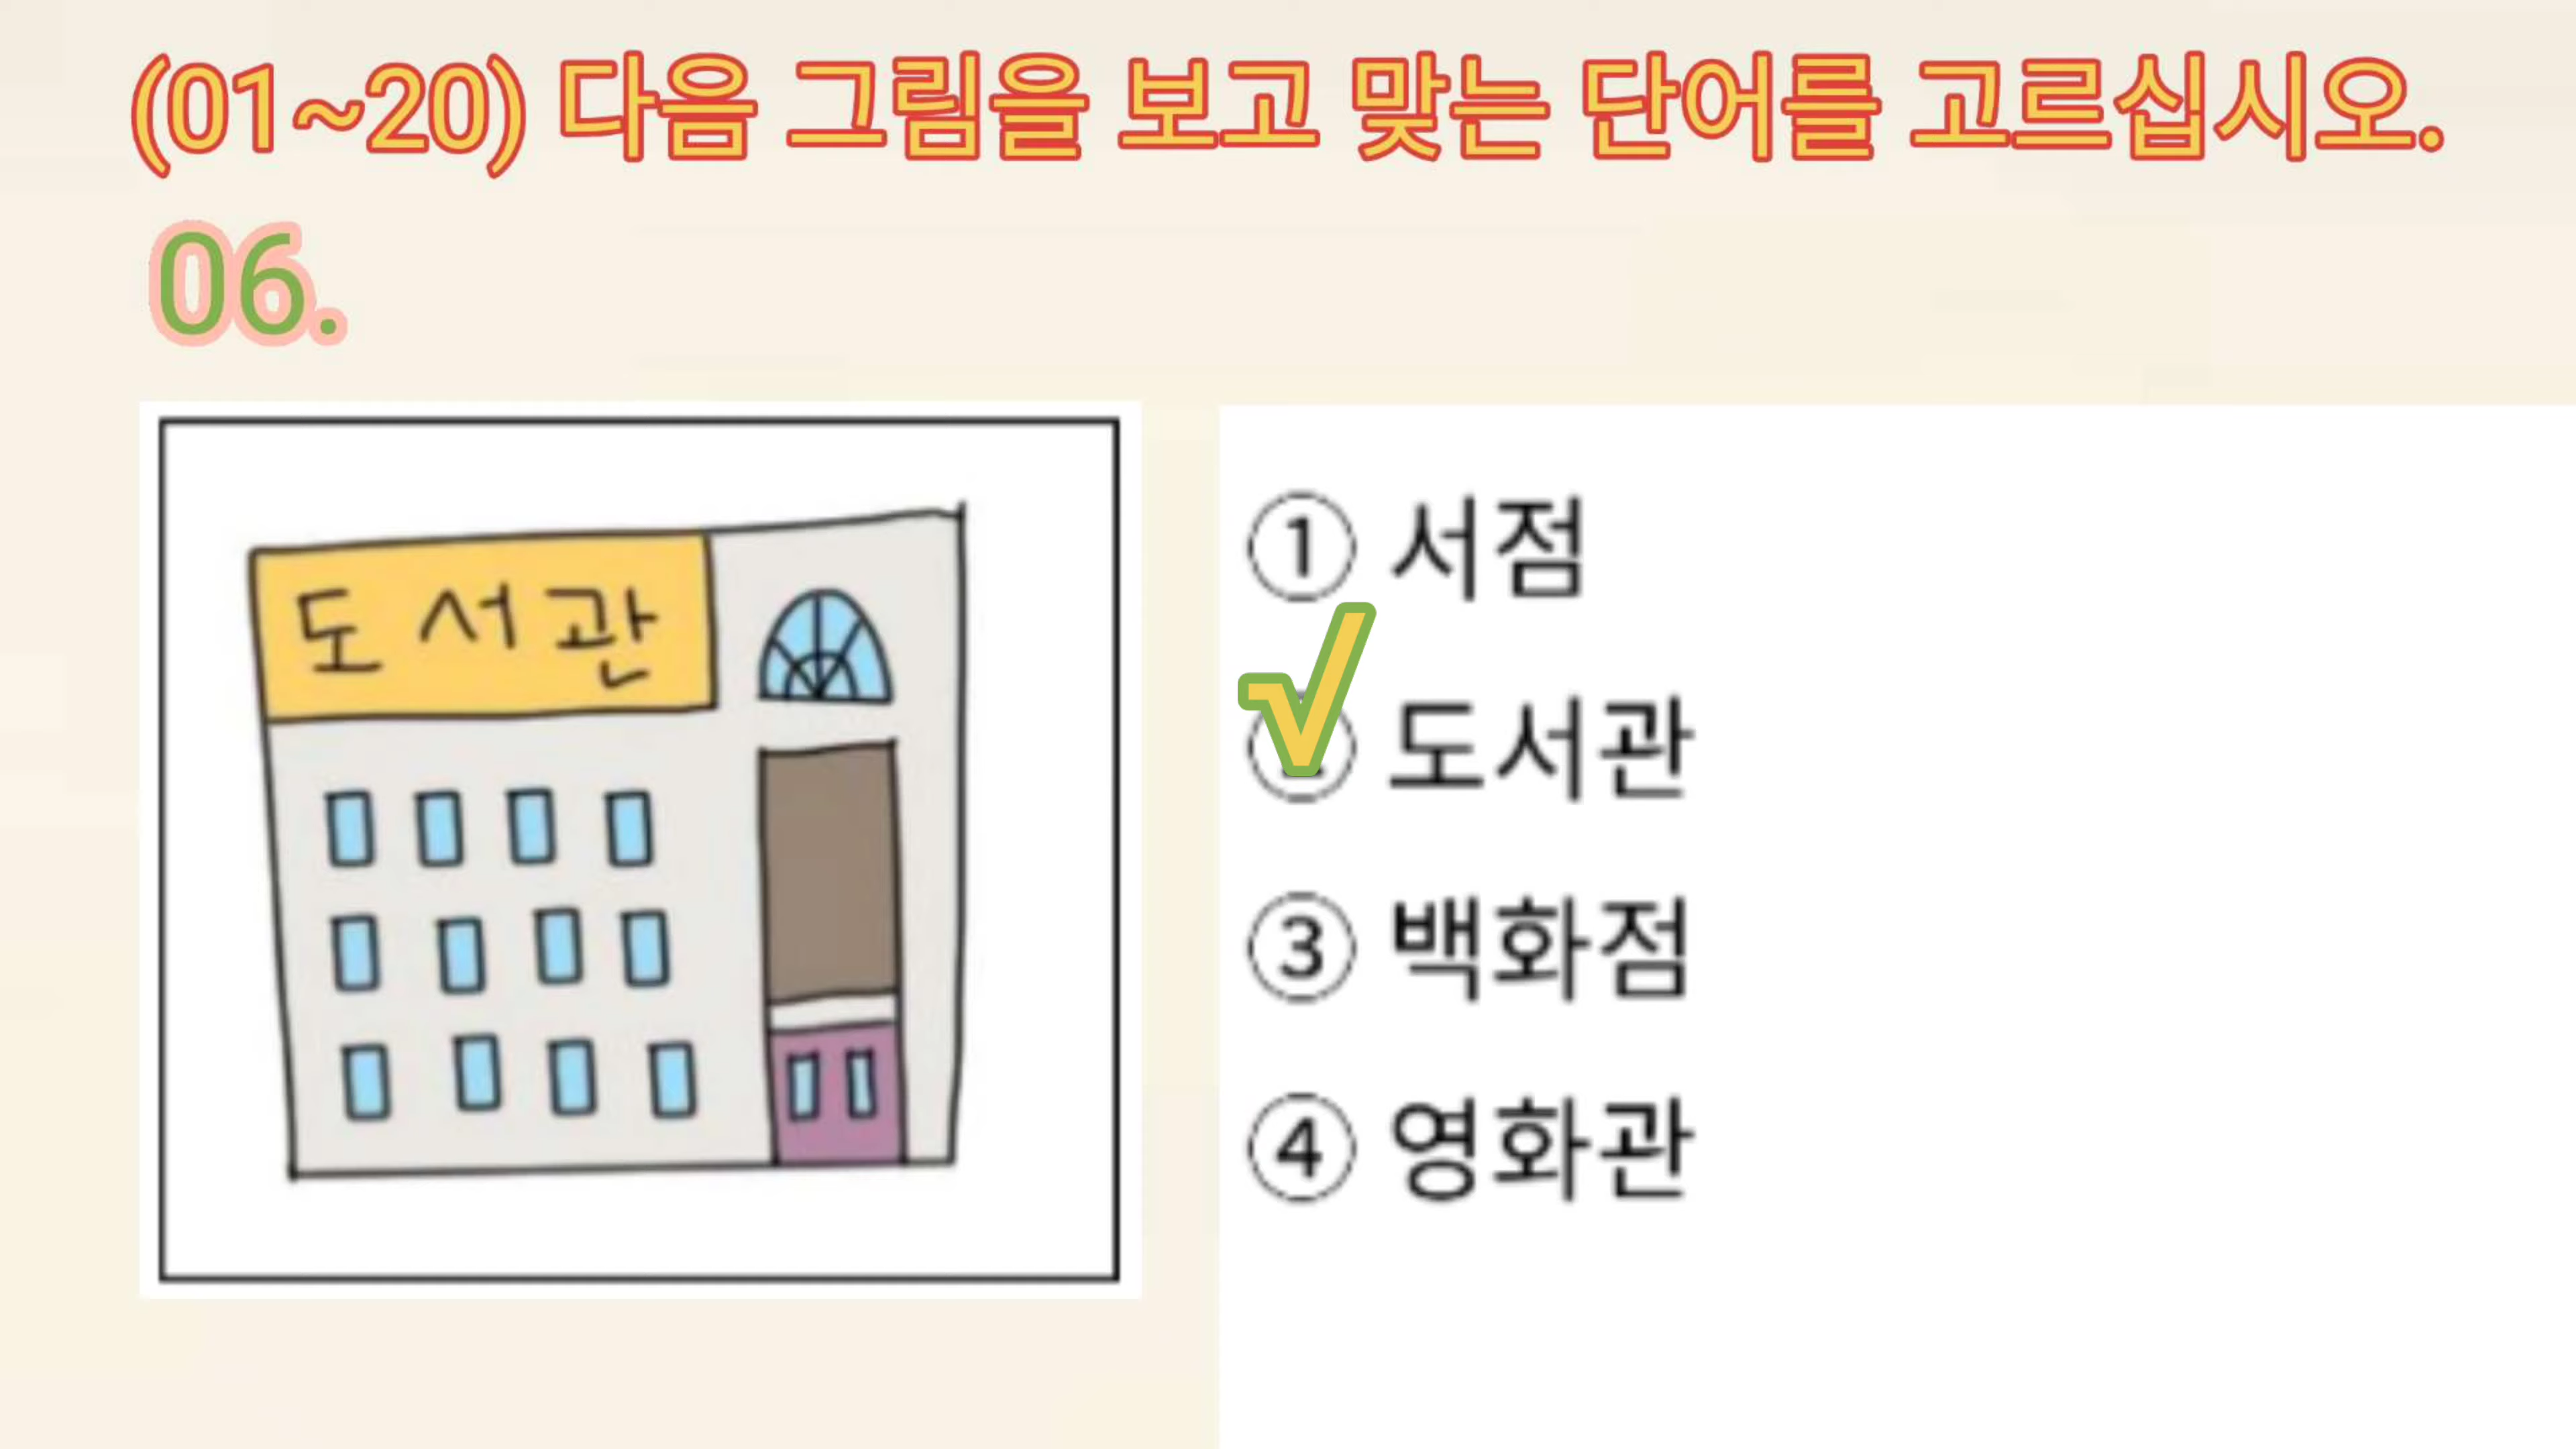 (01~20) 다음 그림을 보고 맞는 단어를 고르십시오.
06.
도서관
① 서점
② 도서관
③ 백화점
④ 영화관